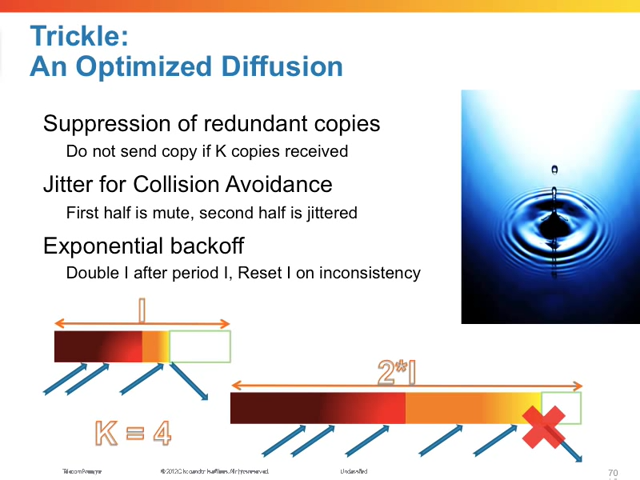 Trickle:
An Optimized Diffusion
Suppression of redundant copies
Do not send copy if K copies received
Jitter for Collision Avoidance
First half is mute, second half is jittered
Exponential backoff
Double I after period I, Reset I on inconsistency
I
2*I
K = 4
70